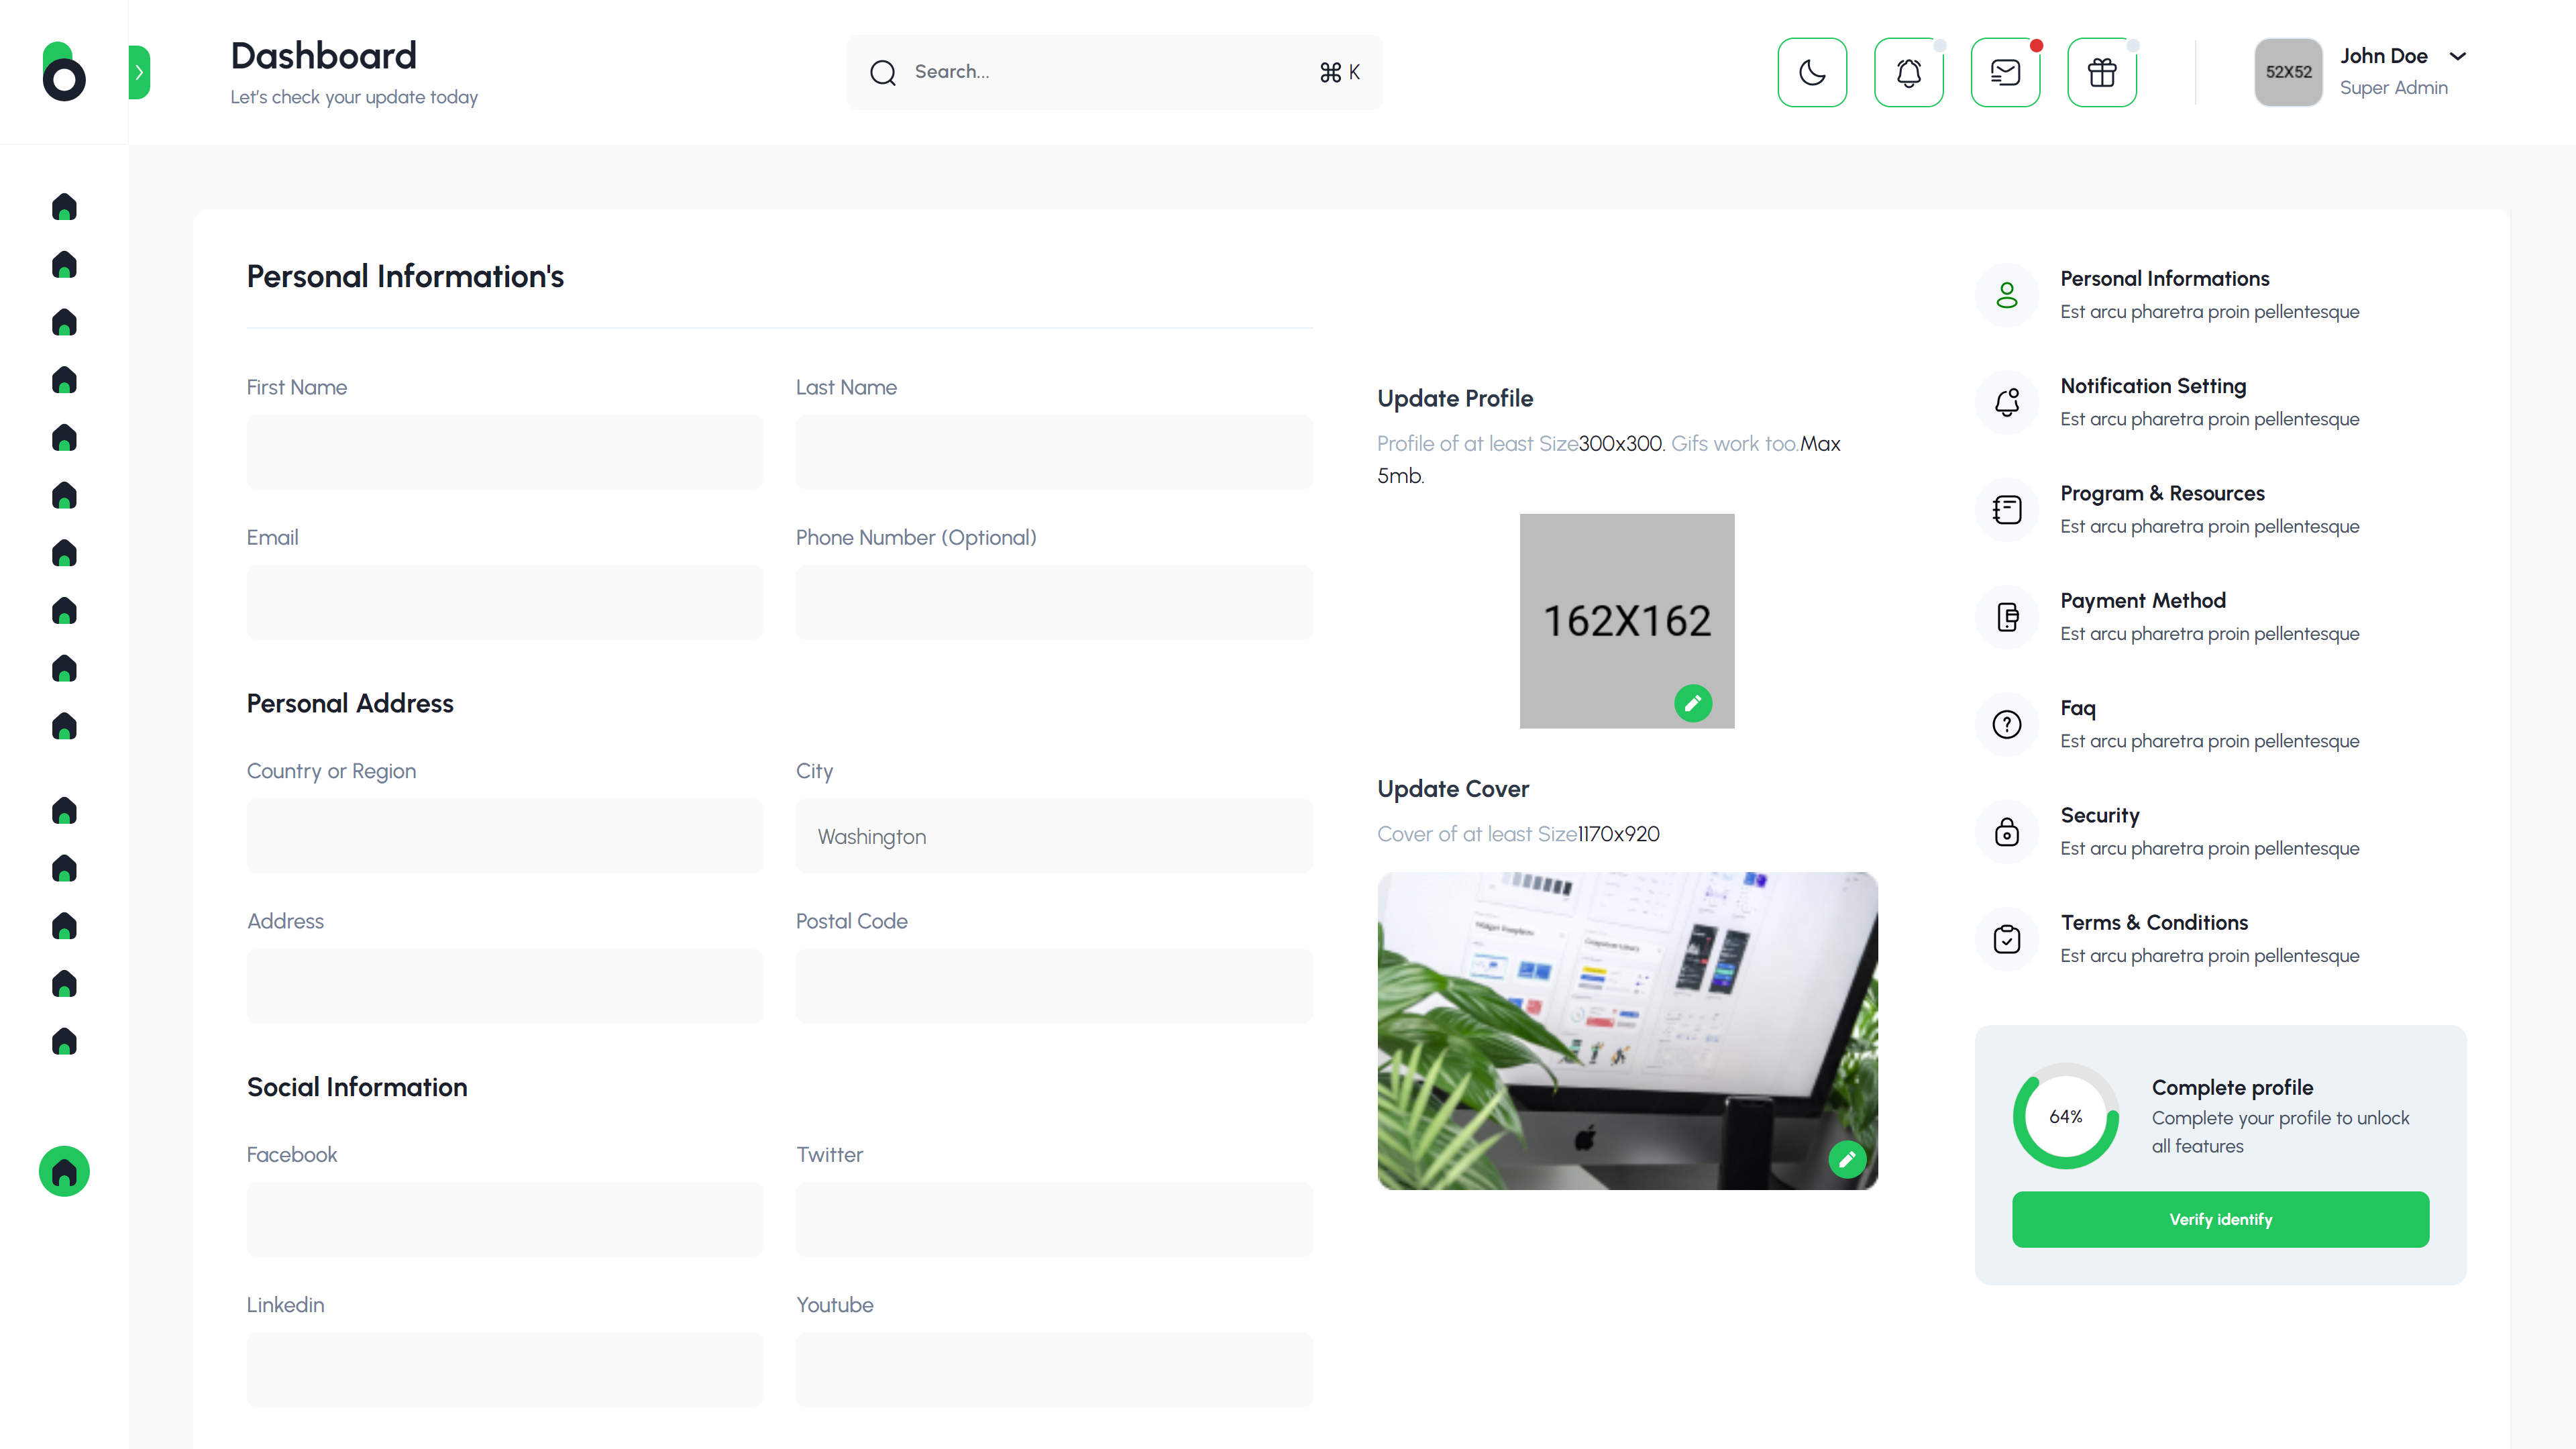 Dashboard
Let's check your update today
Search...
⌘ K
52X52
John Doe
Super Admin
Personal Information's
First Name
Last Name
Email
Phone Number (Optional)
Personal Address
Country or Region
City
Washington
Address
Postal Code
Social Information
Facebook
Twitter
Linkedin
Youtube
Update Profile
Profile of at least Size300x300. Gifs work too.Max
5mb.
162X162
Update Cover
Cover of at least Size1170x920
Personal Informations
Est arcu pharetra proin pellentesque
Notification Setting
Est arcu pharetra proin pellentesque
Program & Resources
Est arcu pharetra proin pellentesque
Payment Method
Est arcu pharetra proin pellentesque
Faq
Est arcu pharetra proin pellentesque
Security
Est arcu pharetra proin pellentesque
Terms & Conditions
Est arcu pharetra proin pellentesque
64%
Complete profile
Complete your profile to unlock
all features
Verify identify